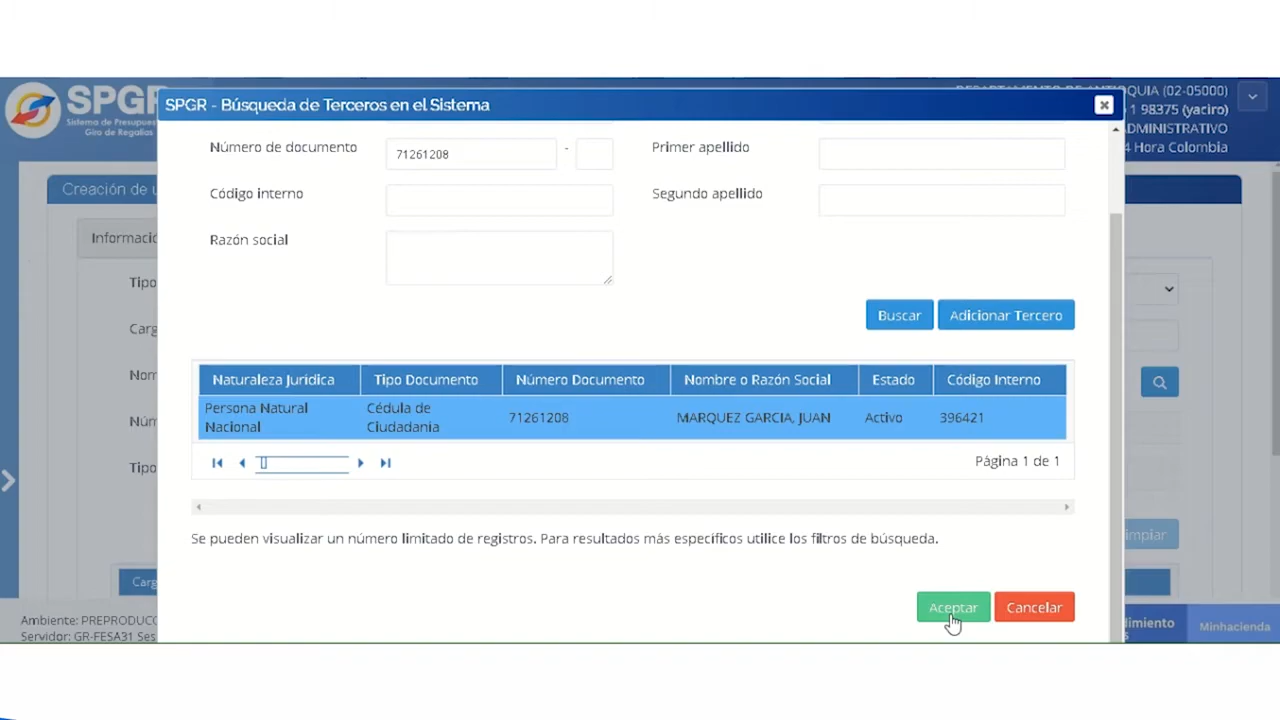 SPGR
Sistema de Presupues
Giro de Regalías
SPGR - Búsqueda de Terceros en el Sistema
DEPARTAMENTO DE ANTIOQUIA (02-05000)
1 98375 (yaciro)
ADMINISTRATIVO
4 Hora Colombia
Creación de u
Informació
Tipo
Carg
Nom
Núm
Tipo
Número de documento 71261208 - Primer apellido
Código interno Segundo apellido
Razón social
Buscar Adicionar Tercero
Naturaleza Jurídica Tipo Documento Número Documento Nombre o Razón Social Estado Código Interno
Persona Natural Nacional Cédula de Ciudadanía 71261208 MARQUEZ GARCIA, JUAN Activo 396421
Página 1 de 1
Se pueden visualizar un número limitado de registros. Para resultados más específicos utilice los filtros de búsqueda.
impiar
Carg
Aceptar Cancelar
Ambiente: PREPRODUCC
Servidor: GR-FESA31 Ses
dimiento
Minhacienda